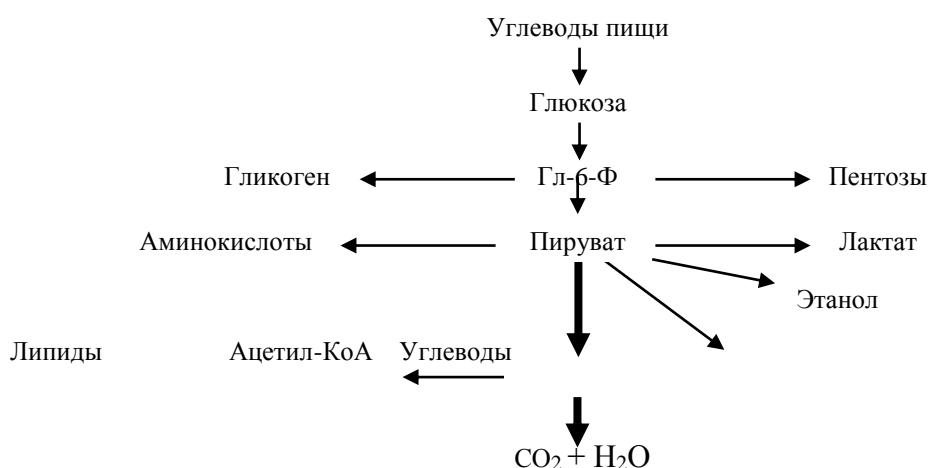 Углеводы пищи
Глюкоза
Гликоген Гл-6-Ф Пентозы
Аминокислоты Пируват Лактат
Этанол
Липиды Ацетил-КоА Углеводы
CO₂ + H₂O